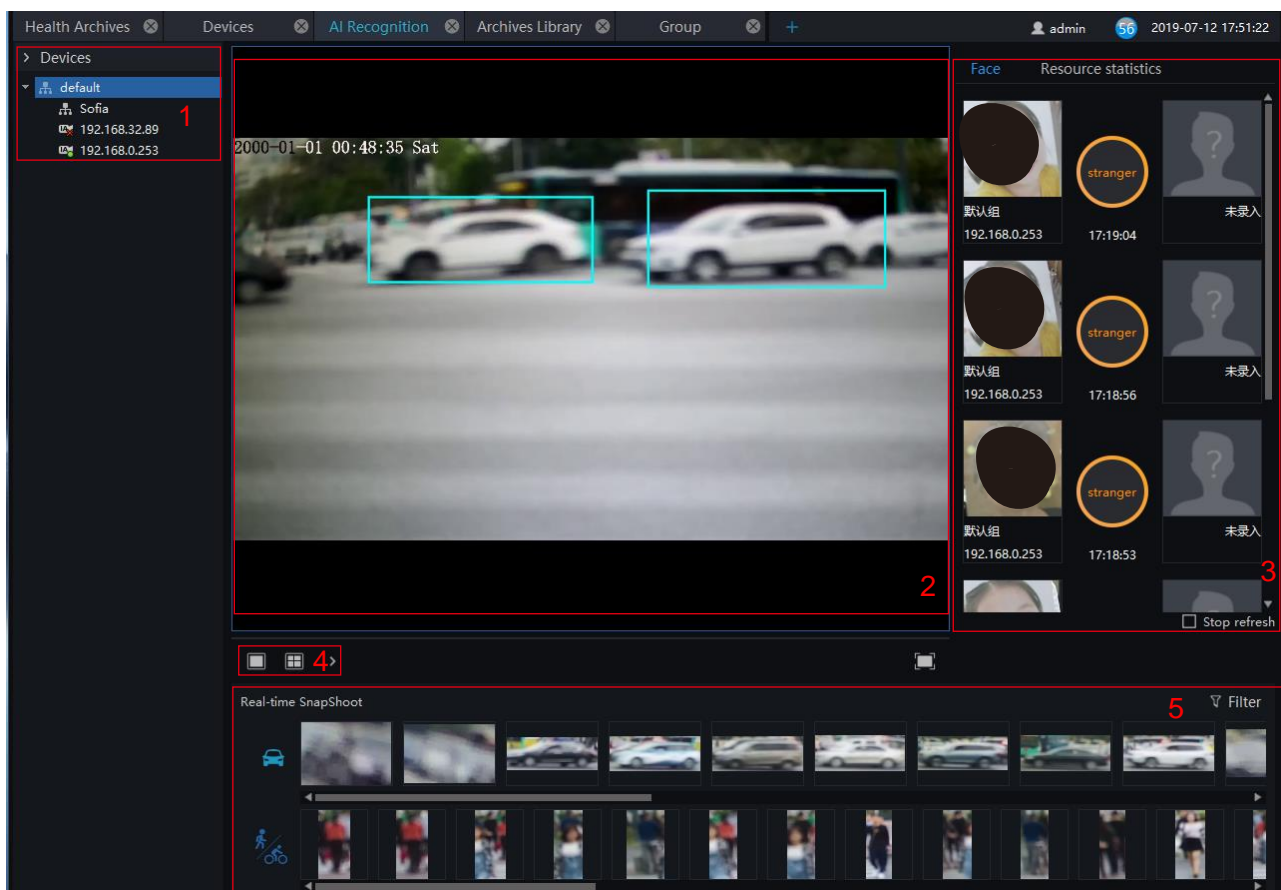 Health Archives Devices AI Recognition Archives Library Group + admin 56 2019-07-12 17:51:22
Devices
default
Sofia
192.168.32.89
192.168.0.253
1
2000-01-01 00:48:35 Sat
2
Face Resource statistics
stranger
?
默认组 未录入
192.168.0.253 17:19:04
stranger
?
默认组 未录入
192.168.0.253 17:18:56
stranger
?
默认组 未录入
192.168.0.253 17:18:53
3
Stop refresh
4
Real-time SnapShoot 5 Filter